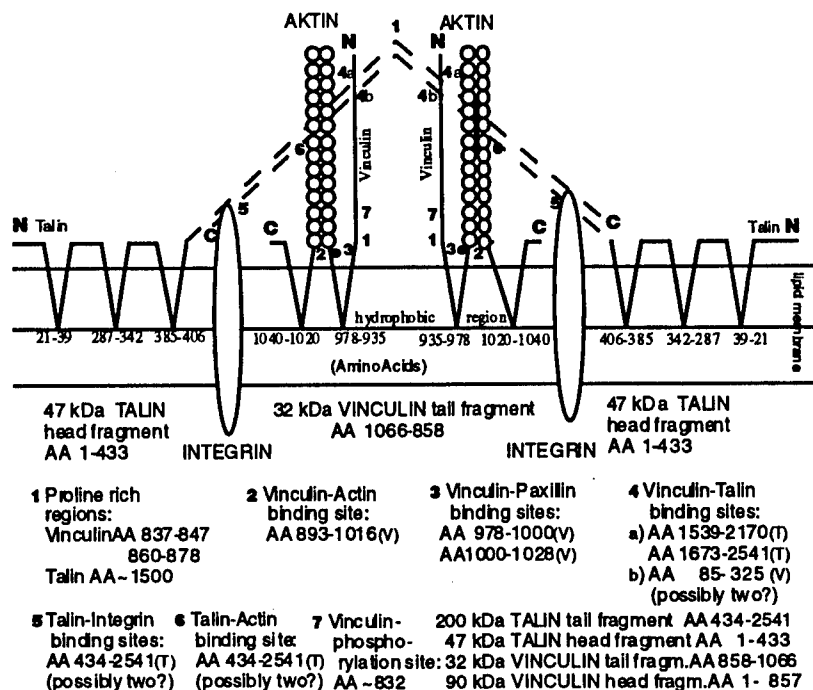 AKTIN AKTIN
1
N N
4a 4a
4b 4b
6 6
Vinculin Vinculin
5 7 7 5
N Talin C C 1 1 C C Talin N
2 3 3 2
hydrophobic region
21-39 287-342 385-406 1040-1020 978-935 935-978 1020-1040 406-385 342-287 39-21
lipid membrane
(AminoAcids)
47 kDa TALIN
head fragment
AA 1-433
INTEGRIN
32 kDa VINCULIN tail fragment
AA 1066-858
INTEGRIN
47 kDa TALIN
head fragment
AA 1-433
1 Proline rich
regions:
VinculinAA 837-847
860-878
Talin AA~1500
2 Vinculin-Actin
binding site:
AA 893-1016(V)
3 Vinculin-Paxillin
binding sites:
AA 978-1000(V)
AA1000-1028(V)
4 Vinculin-Talin
binding sites:
a) AA 1539-2170(T)
AA 1673-2541(T)
b) AA 85-325 (V)
(possibly two?)
5 Talin-Integrin
binding sites:
AA 434-2541(T)
(possibly two?)
6 Talin-Actin
binding site:
AA 434-2541(T)
(possibly two?)
7 Vinculin-
phospho-
rylation site:
AA ~832
200 kDa TALIN tail fragment AA 434-2541
47 kDa TALIN head fragment AA 1-433
32 kDa VINCULIN tail fragm.AA 858-1066
90 kDa VINCULIN head fragm.AA 1- 857